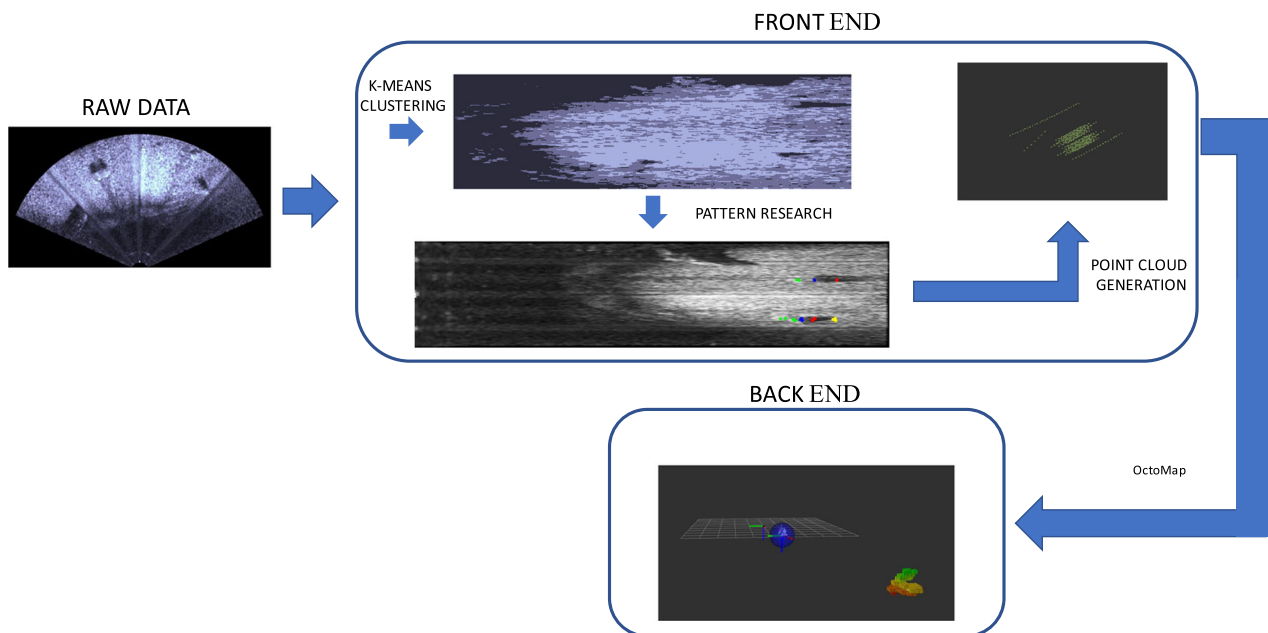 FRONT END
RAW DATA
K-MEANS
CLUSTERING
PATTERN RESEARCH
POINT CLOUD
GENERATION
BACK END
OctoMap